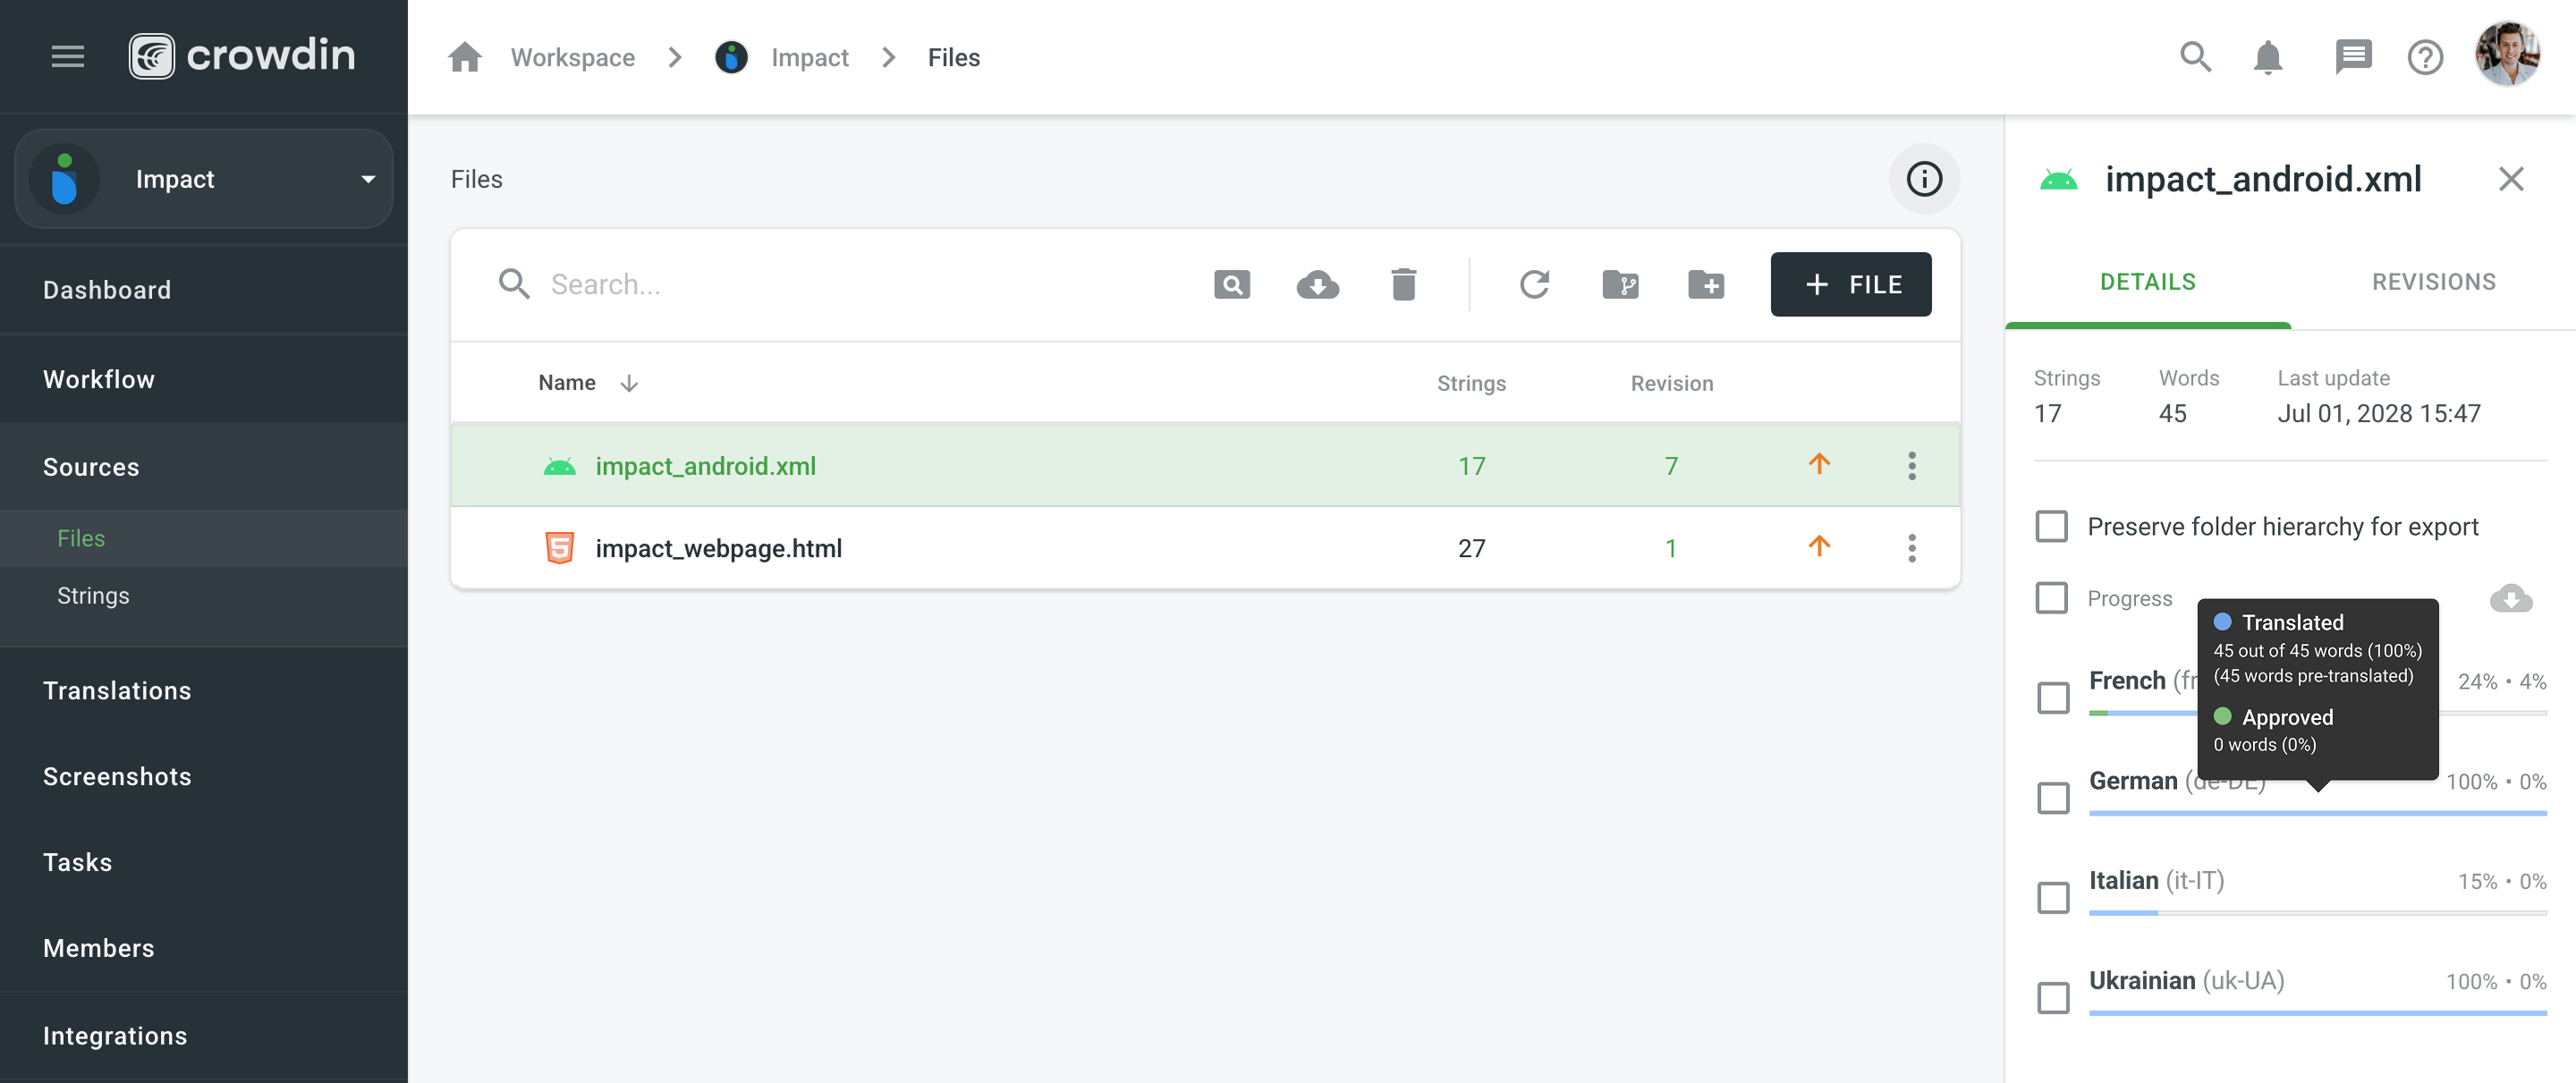 crowdin
Workspace
Impact
Files
Impact
Dashboard
Workflow
Sources
Files
Strings
Translations
Screenshots
Tasks
Members
Integrations
Files
Search...
+ FILE
Name
Strings
Revision
impact_android.xml
17
7
impact_webpage.html
27
1
impact_android.xml
DETAILS
REVISIONS
Strings
Words
Last update
17
45
Jul 01, 2028 15:47
Preserve folder hierarchy for export
Progress
Translated
45 out of 45 words (100%)
(45 words pre-translated)
Approved
0 words (0%)
French (fr
24% • 4%
German (de-DE)
100% • 0%
Italian (it-IT)
15% • 0%
Ukrainian (uk-UA)
100% • 0%